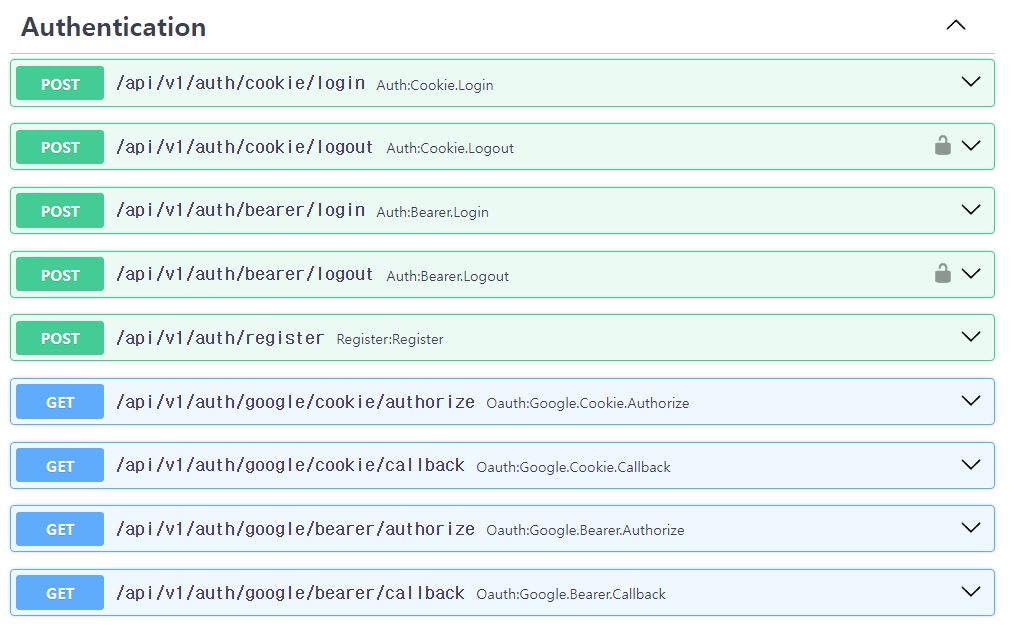 Authentication
POST /api/v1/auth/cookie/login Auth:Cookie.Login
POST /api/v1/auth/cookie/logout Auth:Cookie.Logout
POST /api/v1/auth/bearer/login Auth:Bearer.Login
POST /api/v1/auth/bearer/logout Auth:Bearer.Logout
POST /api/v1/auth/register Register:Register
GET /api/v1/auth/google/cookie/authorize Oauth:Google.Cookie.Authorize
GET /api/v1/auth/google/cookie/callback Oauth:Google.Cookie.Callback
GET /api/v1/auth/google/bearer/authorize Oauth:Google.Bearer.Authorize
GET /api/v1/auth/google/bearer/callback Oauth:Google.Bearer.Callback